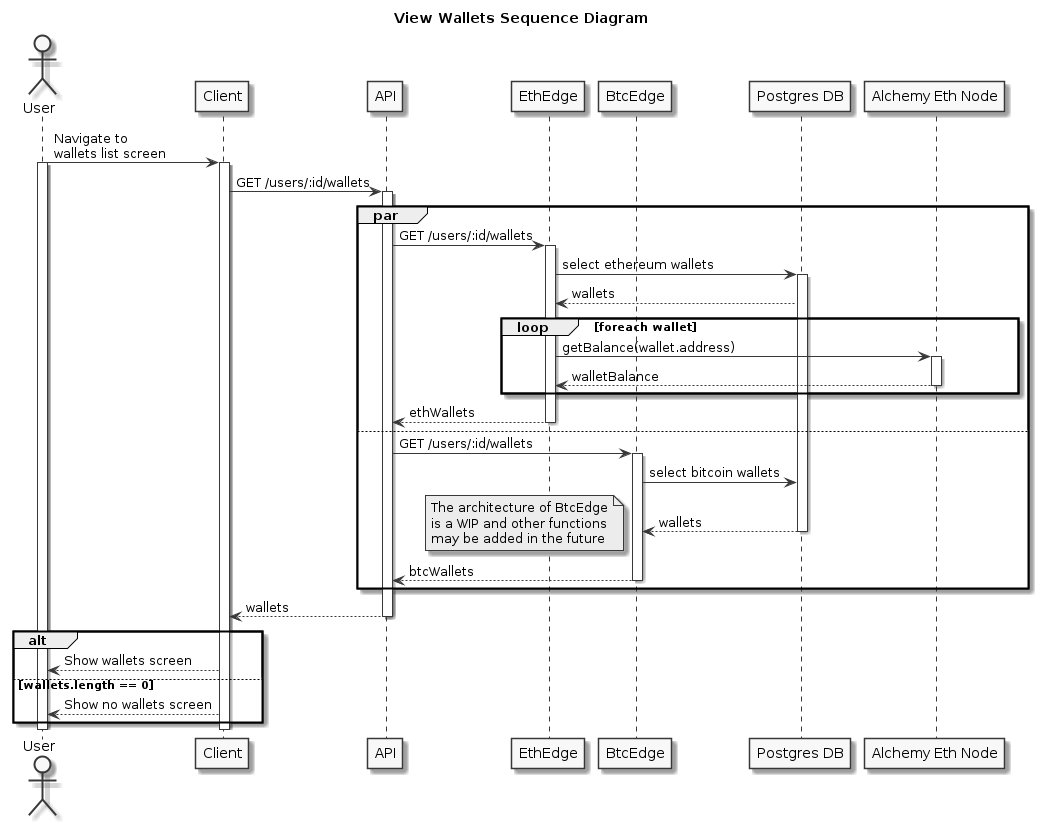 View Wallets Sequence Diagram
User
Client
API
EthEdge
BtcEdge
Postgres DB
Alchemy Eth Node
Navigate to
wallets list screen
GET /users/:id/wallets
par
GET /users/:id/wallets
select ethereum wallets
wallets
loop
[foreach wallet]
getBalance(wallet.address)
walletBalance
ethWallets
GET /users/:id/wallets
select bitcoin wallets
The architecture of BtcEdge
is a WIP and other functions
may be added in the future
wallets
btcWallets
wallets
alt
Show wallets screen
[wallets.length == 0]
Show no wallets screen
User
Client
API
EthEdge
BtcEdge
Postgres DB
Alchemy Eth Node